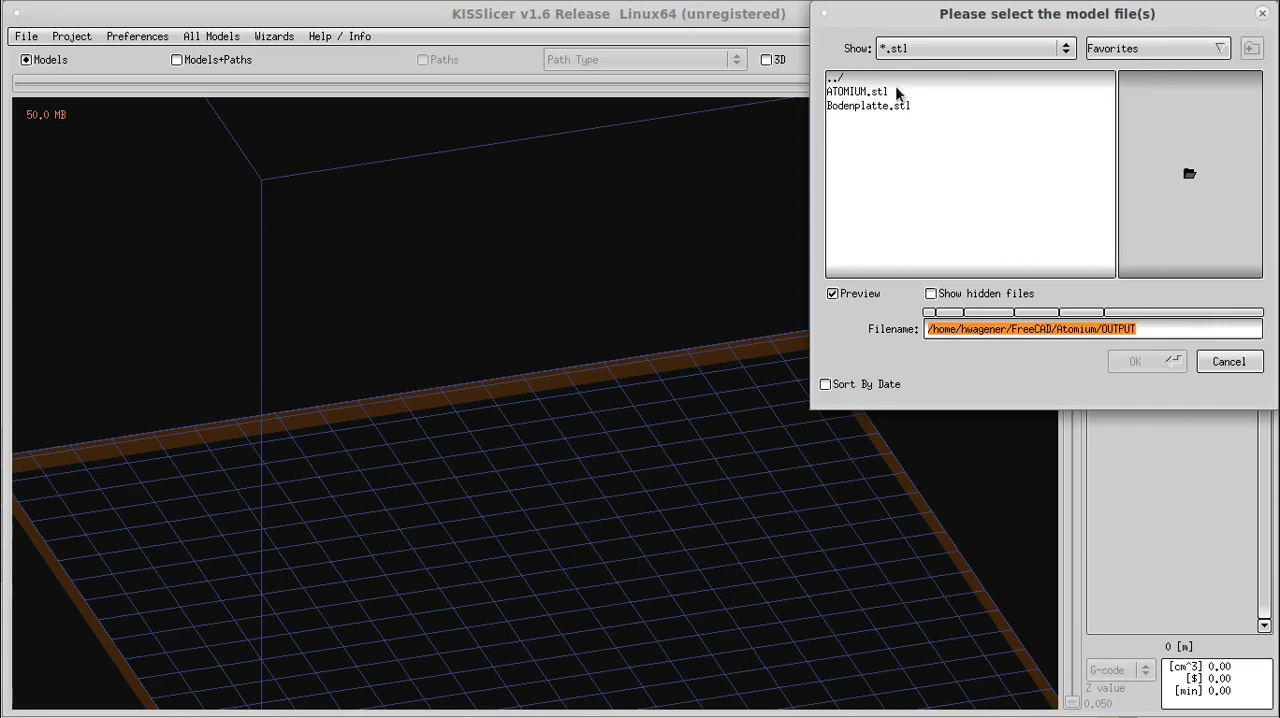 KISSlicer v1.6 Release  Linux64 (unregistered)
File Project Preferences All Models Wizards Help / Info
Models Models+Paths Paths Path Type 3D
50.0 MB
Please select the model file(s)
Show: *.stl Favorites
../
ATOMIUM.stl
Bodenplatte.stl
Preview Show hidden files
Filename: /home/hwagener/FreeCAD/Atomium/OUTPUT
OK Cancel
Sort By Date
0 [m]
G-code
Z value
0.050
[cm^3] 0.00
[$] 0.00
[min] 0.00